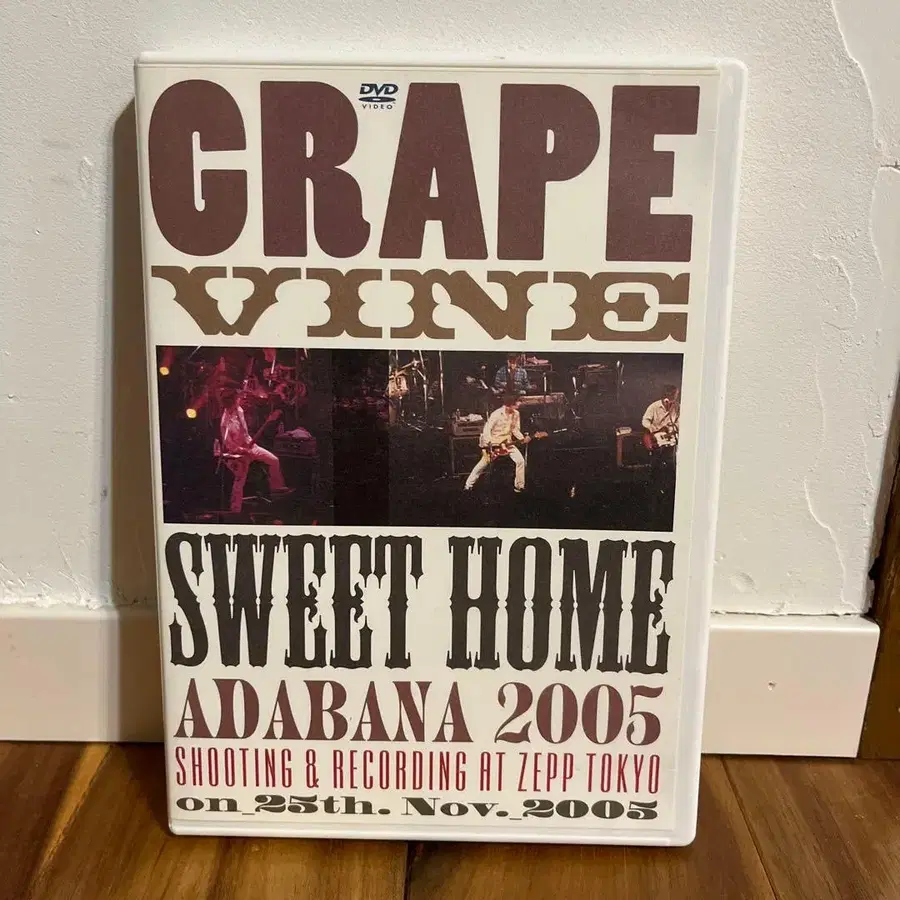 GRAPE
DVD
VIDEO
VINE
SWEET HOME
ADABANA 2005
SHOOTING & RECORDING AT ZEPP TOKYO
on_25th. Nov._2005